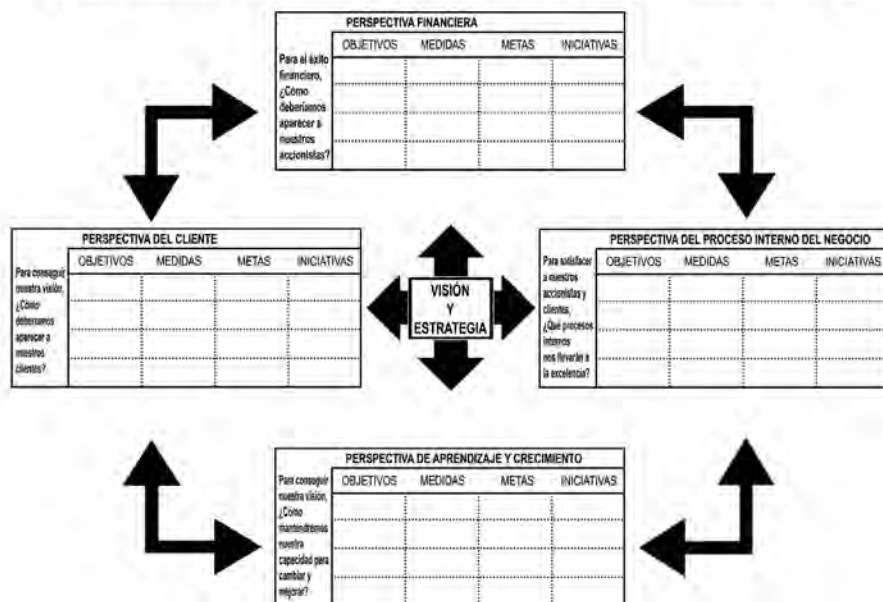 PERSPECTIVA FINANCIERA
OBJETIVOS MEDIDAS METAS INICIATIVAS
Para el éxito
financiero,
¿Cómo
deberíamos
aparecer a
nuestros
accionistas?
PERSPECTIVA DEL CLIENTE
OBJETIVOS MEDIDAS METAS INICIATIVAS
Para conseguir
nuestra visión,
¿Cómo
deberíamos
aparecer a
nuestros
clientes?
VISIÓN
Y
ESTRATEGIA
PERSPECTIVA DEL PROCESO INTERNO DEL NEGOCIO
OBJETIVOS MEDIDAS METAS INICIATIVAS
Para satisfacer
a nuestros
accionistas y
clientes,
¿Qué procesos
internos
nos llevarán a
la excelencia?
PERSPECTIVA DE APRENDIZAJE Y CRECIMIENTO
OBJETIVOS MEDIDAS METAS INICIATIVAS
Para conseguir
nuestra visión,
¿Cómo
mantendremos
nuestra
capacidad para
cambiar y
mejorar?